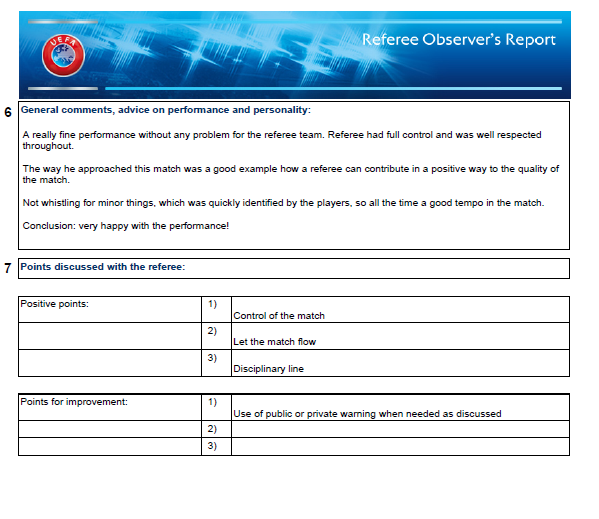 UEFA
Referee Observer's Report
6 General comments, advice on performance and personality:
A really fine performance without any problem for the referee team. Referee had full control and was well respected
throughout.
The way he approached this match was a good example how a referee can contribute in a positive way to the quality of
the match.
Not whistling for minor things, which was quickly identified by the players, so all the time a good tempo in the match.
Conclusion: very happy with the performance!
7 Points discussed with the referee:
Positive points: 1)
Control of the match
2)
Let the match flow
3)
Disciplinary line
Points for improvement: 1)
Use of public or private warning when needed as discussed
2)
3)